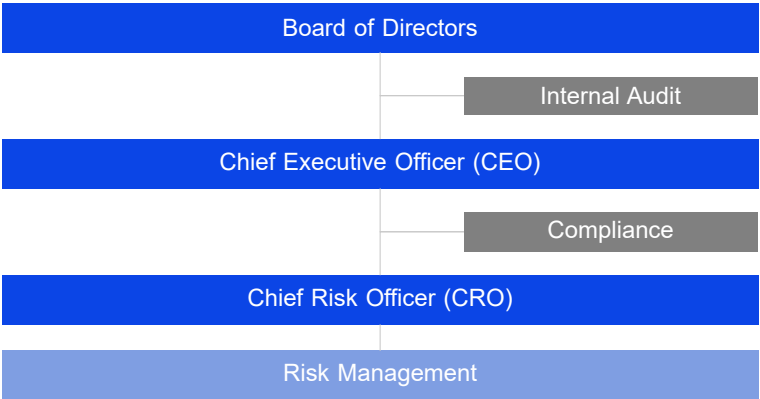 Board of Directors
Internal Audit
Chief Executive Officer (CEO)
Compliance
Chief Risk Officer (CRO)
Risk Management